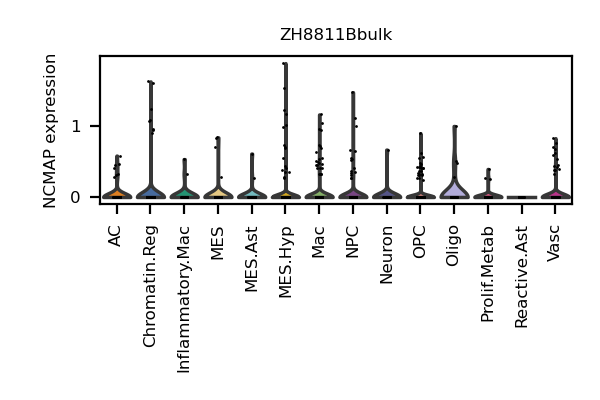 ZH8811Bbulk
NCMAP expression
1
0
AC
Chromatin.Reg
Inflammatory.Mac
MES
MES.Ast
MES.Hyp
Mac
NPC
Neuron
OPC
Oligo
Prolif.Metab
Reactive.Ast
Vasc